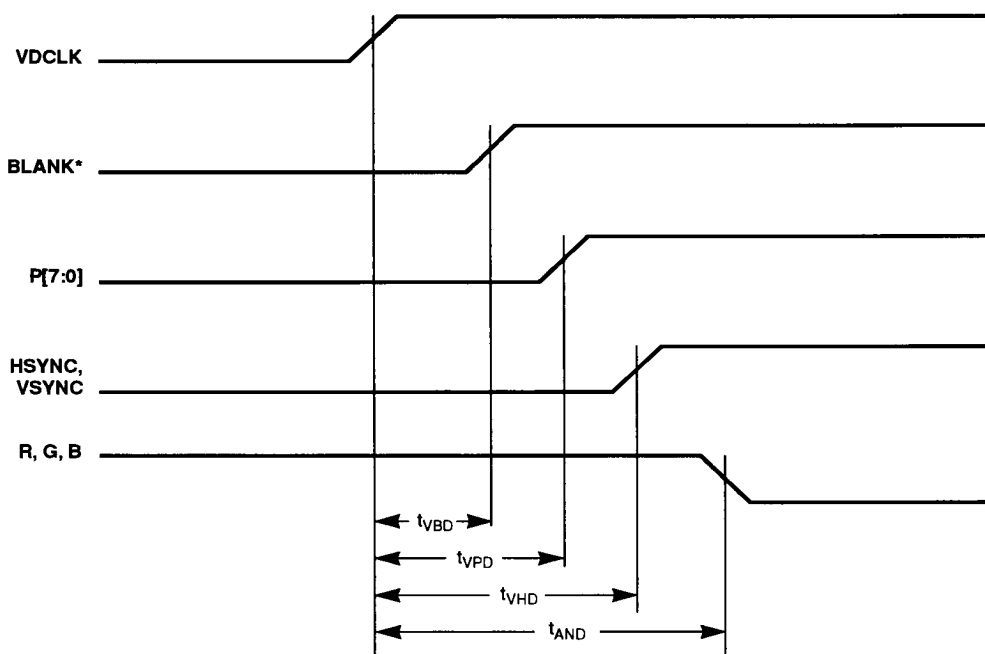 VDCLK
BLANK*
P[7:0]
HSYNC,
VSYNC
R, G, B
tVBD
tVPD
tVHD
tAND